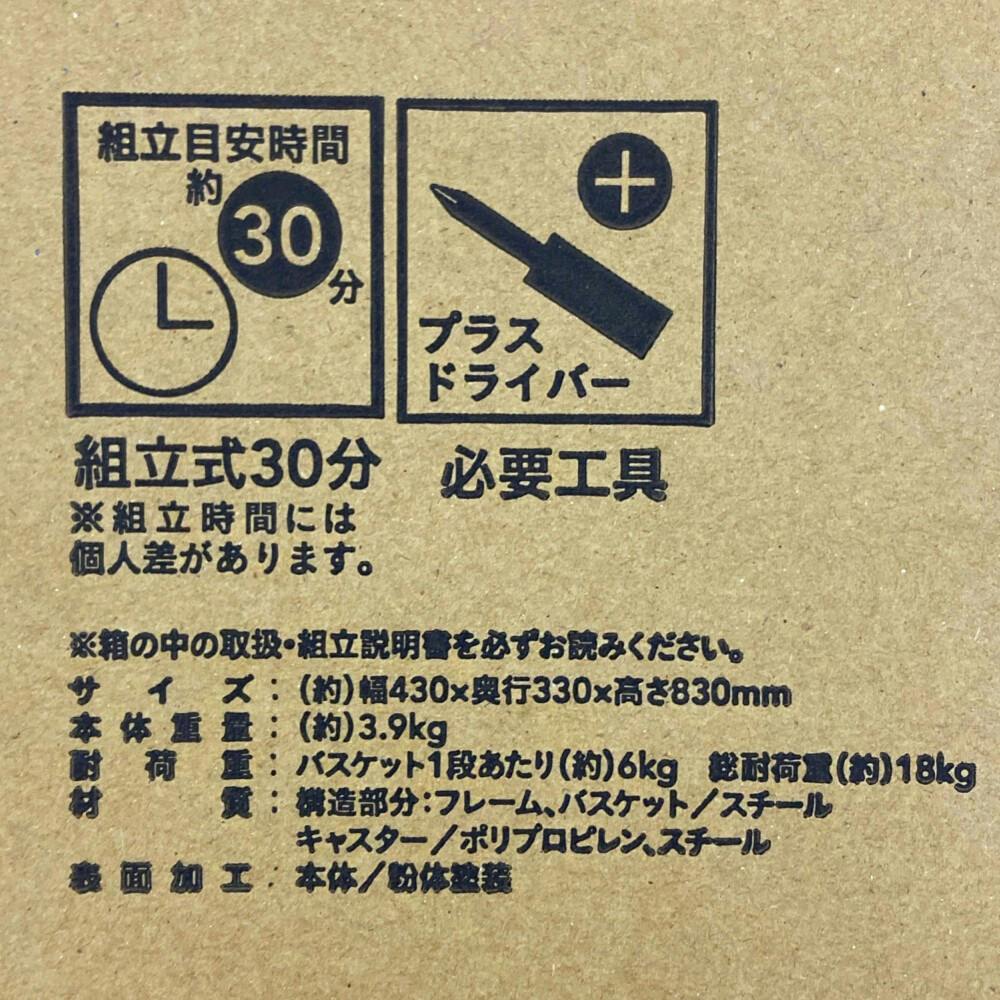 組立目安時間
約
30
分
プラス
ドライバー
組立式30分
必要工具
※組立時間には
個人差があります。
※箱の中の取扱・組立説明書を必ずお読みください。
サイズ：(約)幅430×奥行330×高さ830mm
本体重量：(約)3.9kg
耐荷重：バスケット1段あたり(約)6kg 総耐荷重(約)18kg
材質：構造部分：フレーム、バスケット／スチール
キャスター／ポリプロピレン、スチール
表面加工：本体／粉体塗装